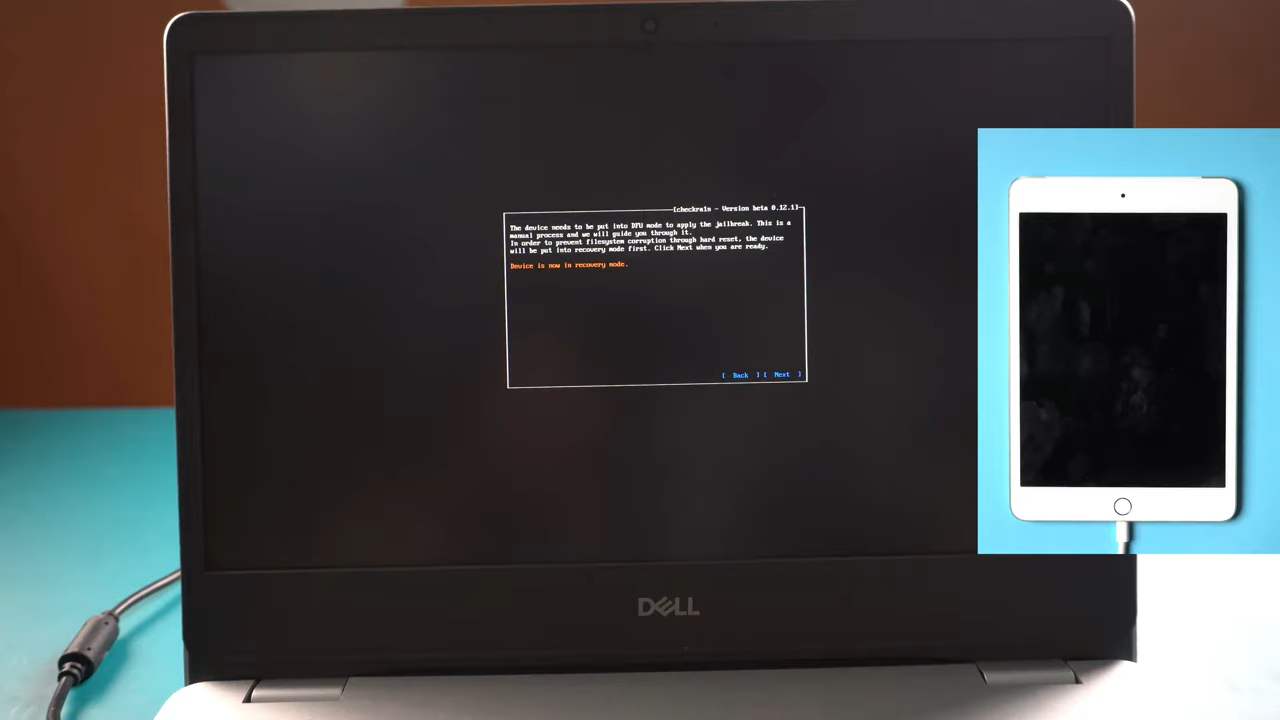 [checkra1n - Version beta 0.12.1]
The device needs to be put into DFU mode to apply the jailbreak. This is a
manual process and we will guide you through it.
In order to prevent filesystem corruption through hard reset, the device
will be put into recovery mode first. Click Next when you are ready.
Device is now in recovery mode.
[ Back ] [ Next ]
DELL